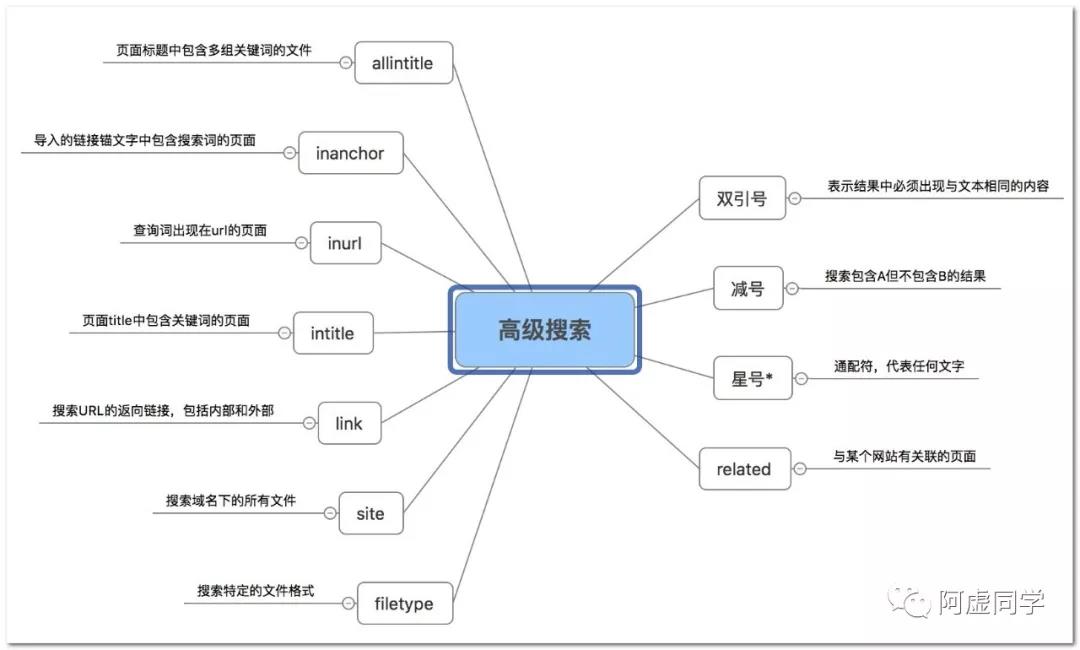 高级搜索
双引号
表示结果中必须出现与文本相同的内容
减号
搜索包含A但不包含B的结果
星号*
通配符，代表任何文字
related
与某个网站有关联的页面
allintitle
页面标题中包含多组关键词的文件
inanchor
导入的链接锚文字中包含搜索词的页面
inurl
查询词出现在url的页面
intitle
页面title中包含关键词的页面
link
搜索URL的返向链接，包括内部和外部
site
搜索域名下的所有文件
filetype
搜索特定的文件格式
阿虚同学